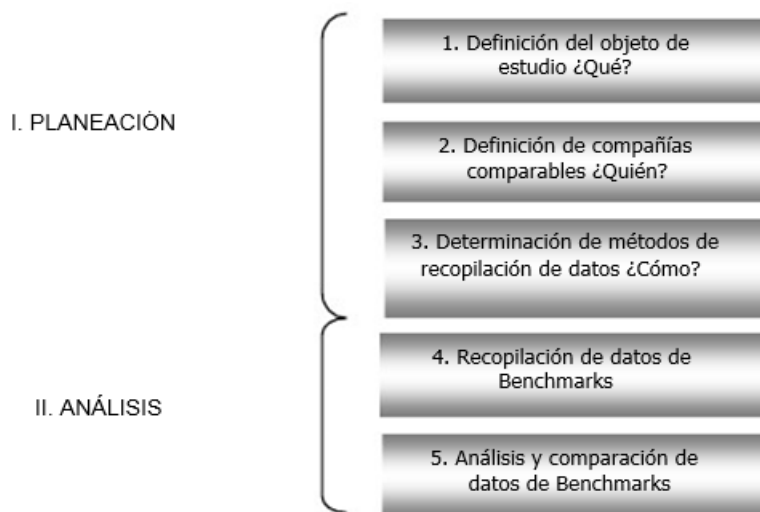 1. Definición del objeto de
estudio ¿Qué?
I. PLANEACIÓN
2. Definición de compañías
comparables ¿Quién?
3. Determinación de métodos de
recopilación de datos ¿Cómo?
4. Recopilación de datos de
Benchmarks
II. ANÁLISIS
5. Análisis y comparación de
datos de Benchmarks